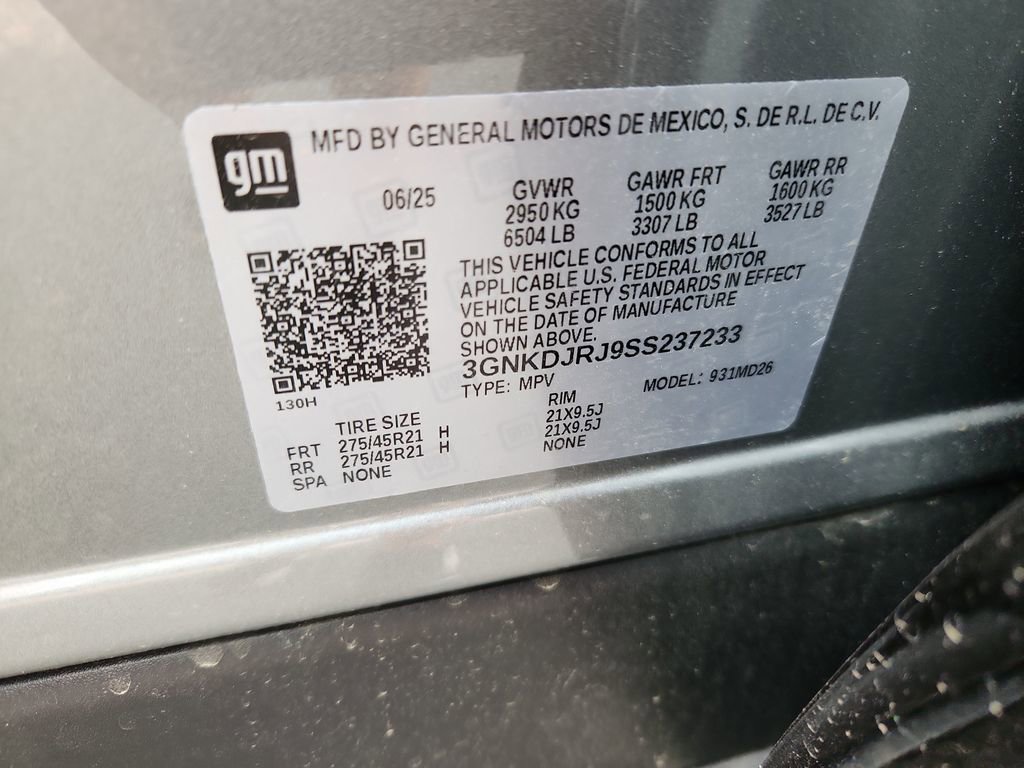 gm
MFD BY GENERAL MOTORS DE MEXICO, S. DE R.L. DE C.V.
06/25 GVWR GAWR FRT GAWR RR
2950 KG 1500 KG 1600 KG
6504 LB 3307 LB 3527 LB
THIS VEHICLE CONFORMS TO ALL
APPLICABLE U.S. FEDERAL MOTOR
VEHICLE SAFETY STANDARDS IN EFFECT
ON THE DATE OF MANUFACTURE
SHOWN ABOVE.
3GNKDJRJ9SS237233
TYPE: MPV MODEL: 931MD26
130H
TIRE SIZE RIM
FRT 275/45R21 H 21X9.5J
RR 275/45R21 H 21X9.5J
SPA NONE NONE